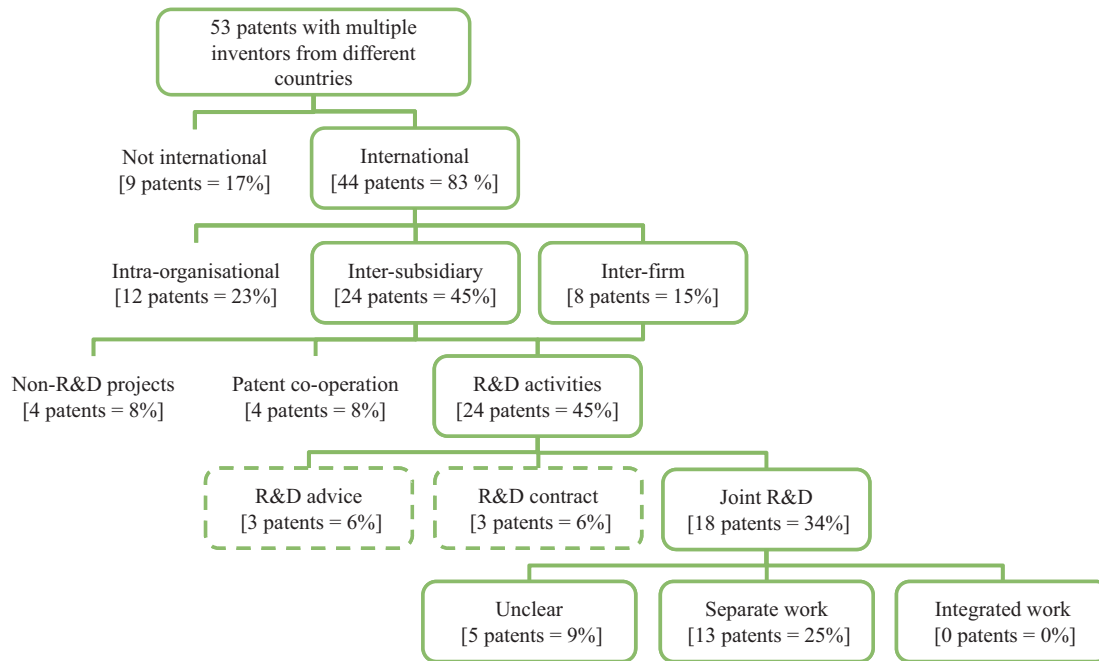 53 patents with multiple
inventors from different
countries
Not international
[9 patents = 17%]
International
[44 patents = 83 %]
Intra-organisational
[12 patents = 23%]
Inter-subsidiary
[24 patents = 45%]
Inter-firm
[8 patents = 15%]
Non-R&D projects
[4 patents = 8%]
Patent co-operation
[4 patents = 8%]
R&D activities
[24 patents = 45%]
R&D advice
[3 patents = 6%]
R&D contract
[3 patents = 6%]
Joint R&D
[18 patents = 34%]
Unclear
[5 patents = 9%]
Separate work
[13 patents = 25%]
Integrated work
[0 patents = 0%]